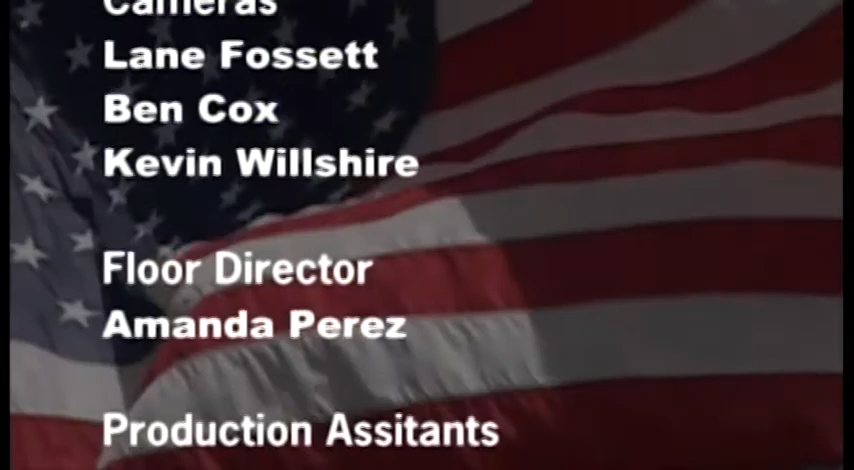 Cameras
Lane Fossett
Ben Cox
Kevin Willshire
Floor Director
Amanda Perez
Production Assitants